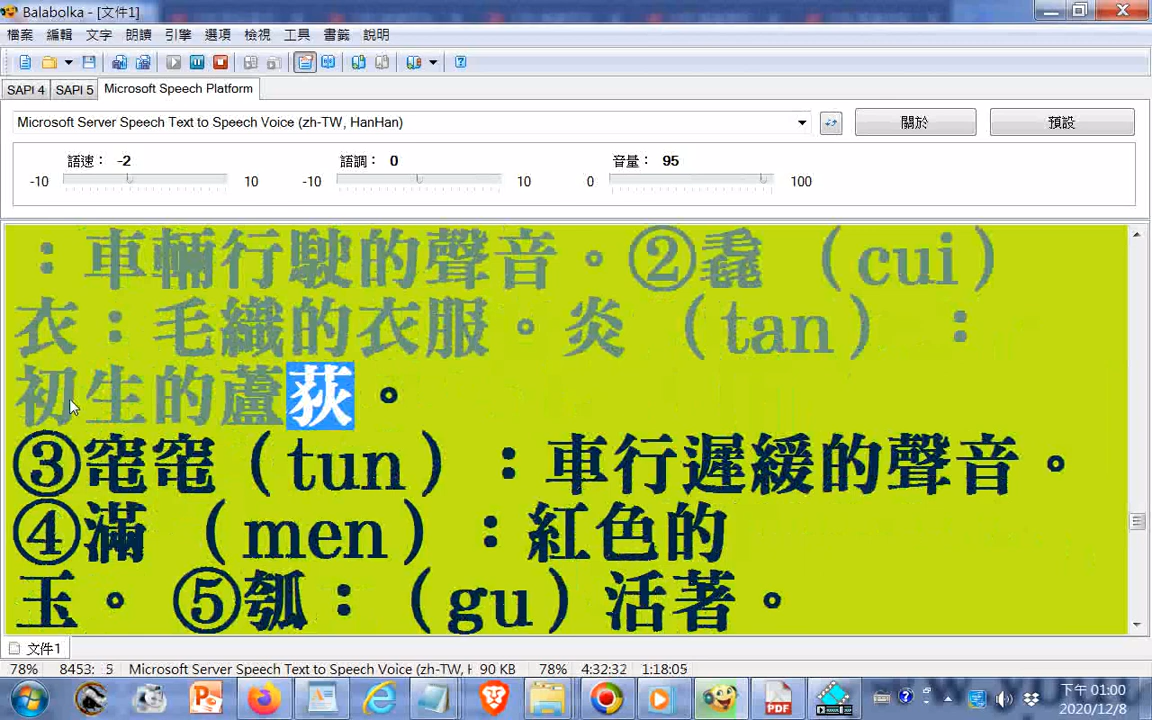 Balabolka - [文件1]
檔案 編輯 文字 朗讀 引擎 選項 檢視 工具 書籤 說明
SAPI 4 SAPI 5 Microsoft Speech Platform
Microsoft Server Speech Text to Speech Voice (zh-TW, HanHan) 關於 預設
語速： -2 語調： 0 音量： 95
-10 10 -10 10 0 100
：車輛行駛的聲音。②毳 （cui）
衣：毛織的衣服。炎 （tan） ：
初生的蘆荻。
③窀窀（tun）：車行遲緩的聲音。
④滿 （men）：紅色的
玉。 ⑤瓠：（gu）活著。
文件1
78% 8453: 5 Microsoft Server Speech Text to Speech Voice (zh-TW, H 90 KB 78% 4:32:32 1:18:05
PDF
下午 01:00
2020/12/8